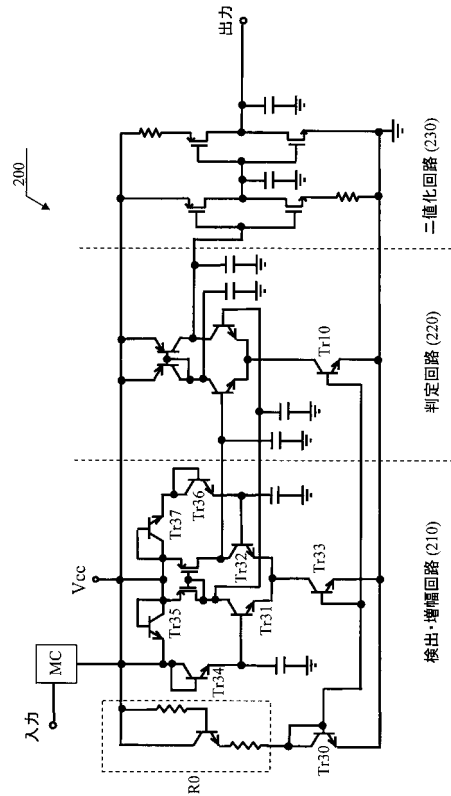 200
入力
MC
Vcc
R0
Tr34
Tr35
Tr37
Tr36
Tr31
Tr32
Tr30
Tr33
Tr10
出力
検出・増幅回路 (210)
判定回路 (220)
二値化回路 (230)